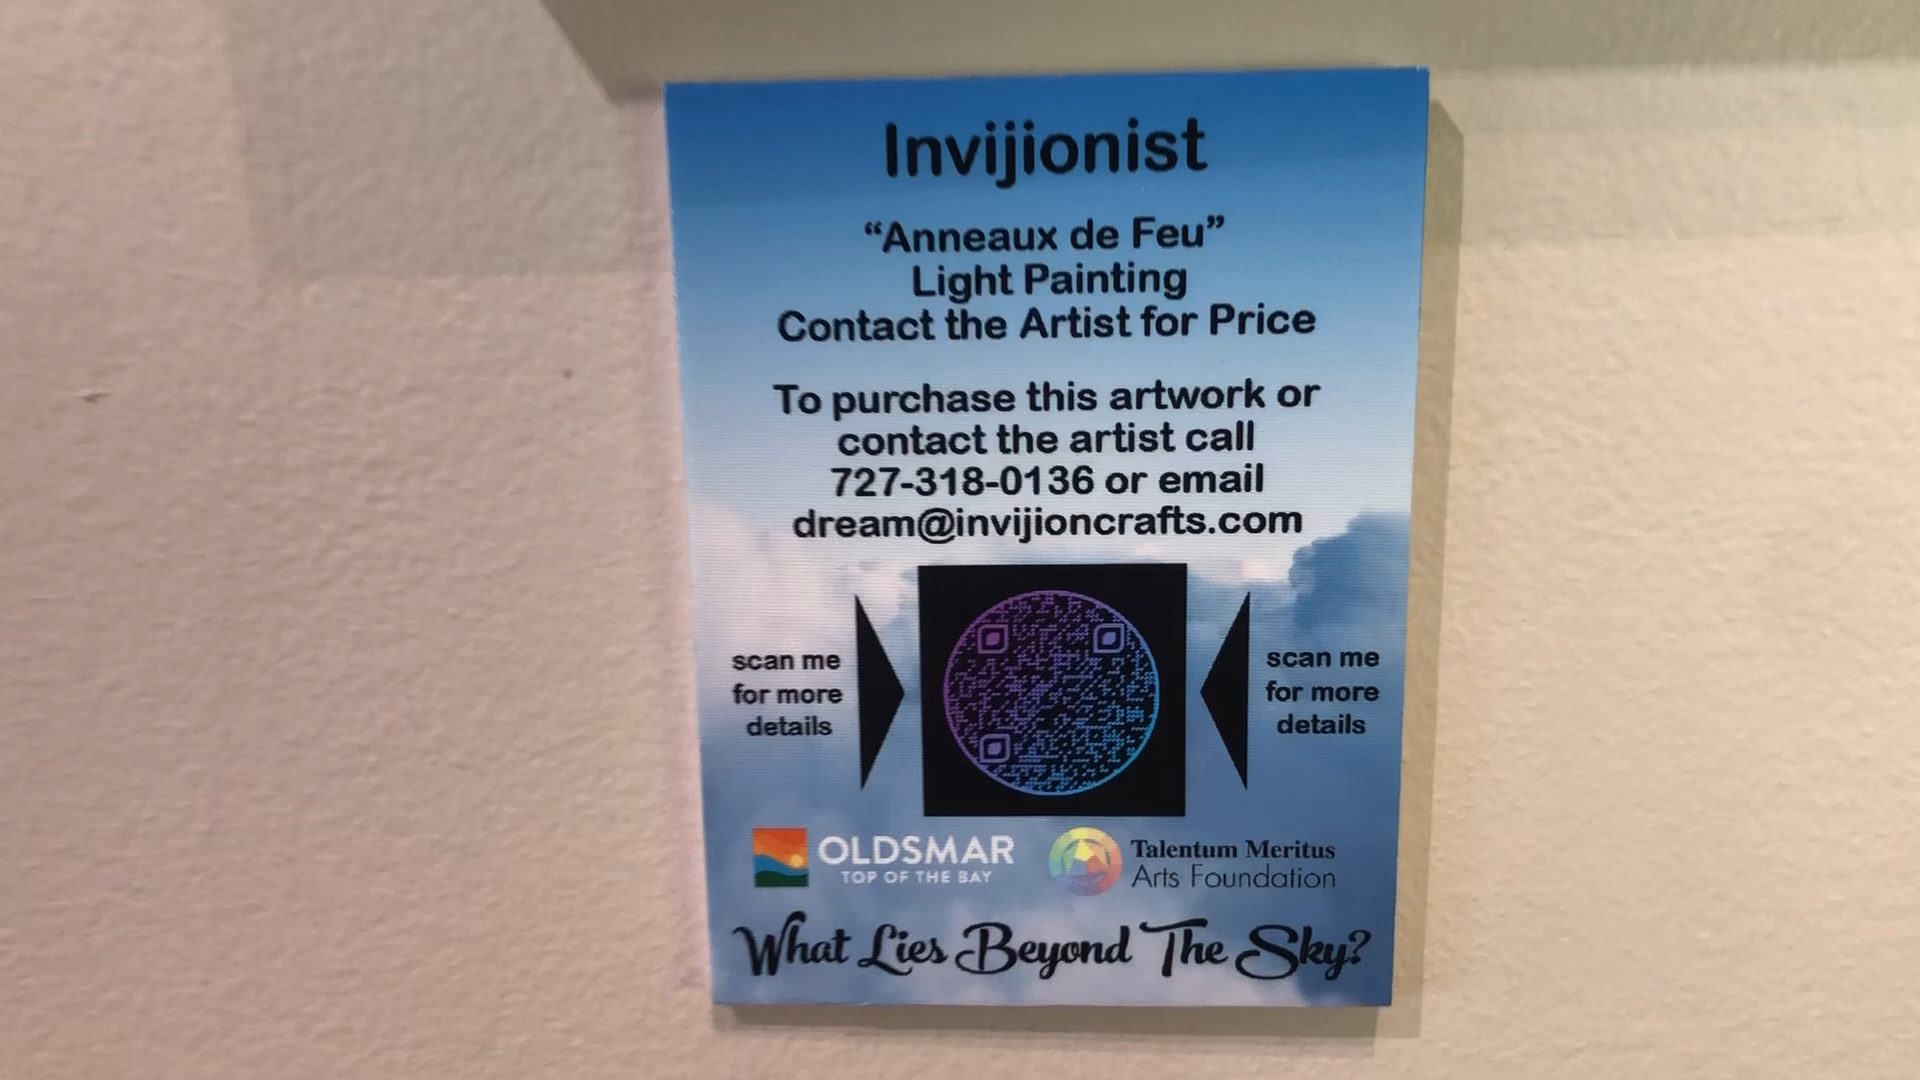 Invijionist
“Anneaux de Feu”
Light Painting
Contact the Artist for Price
To purchase this artwork or
contact the artist call
727-318-0136 or email
dream@invijioncrafts.com
scan me
for more
details
scan me
for more
details
OLDSMAR
TOP OF THE BAY
Talentum Meritus
Arts Foundation
What Lies Beyond The Sky?